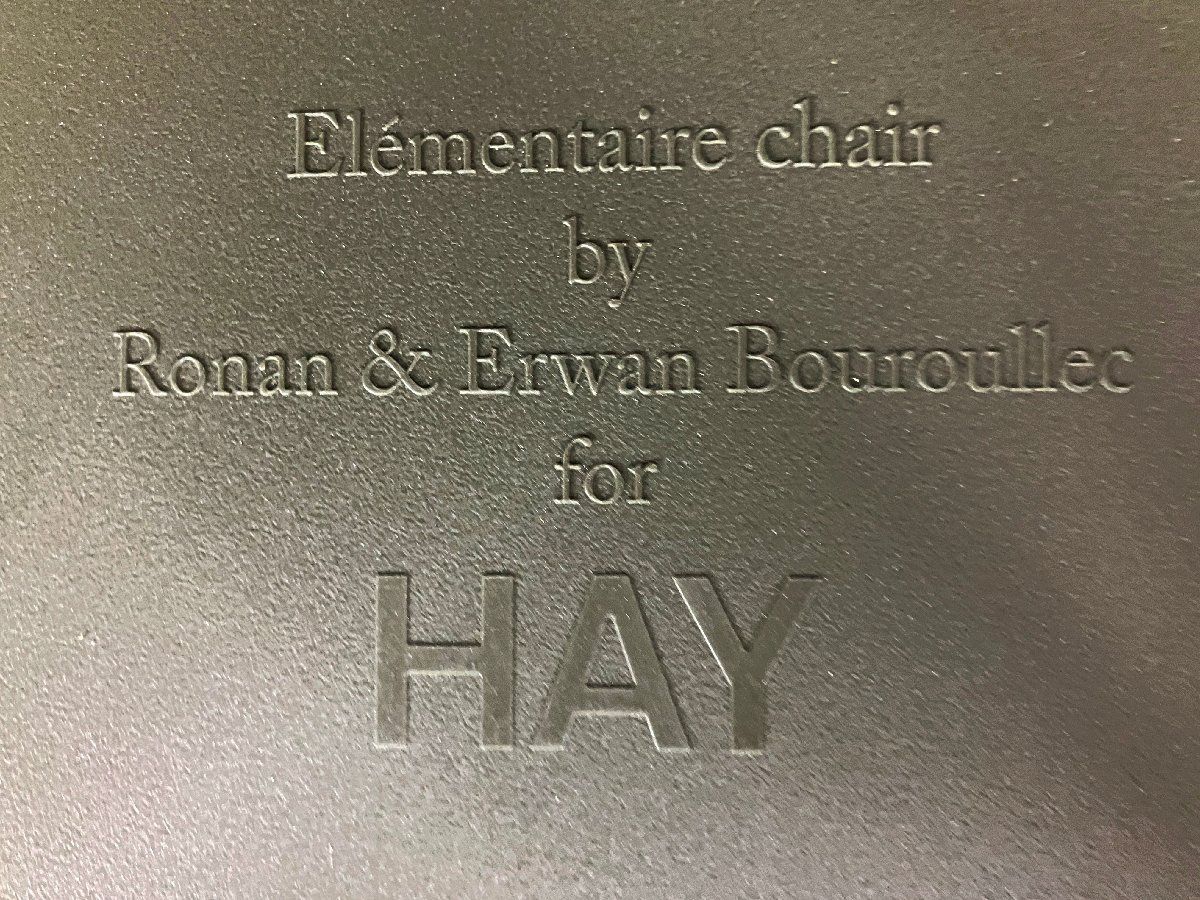 Elémentaire chair
by
Ronan & Erwan Bouroullec
for
HAY